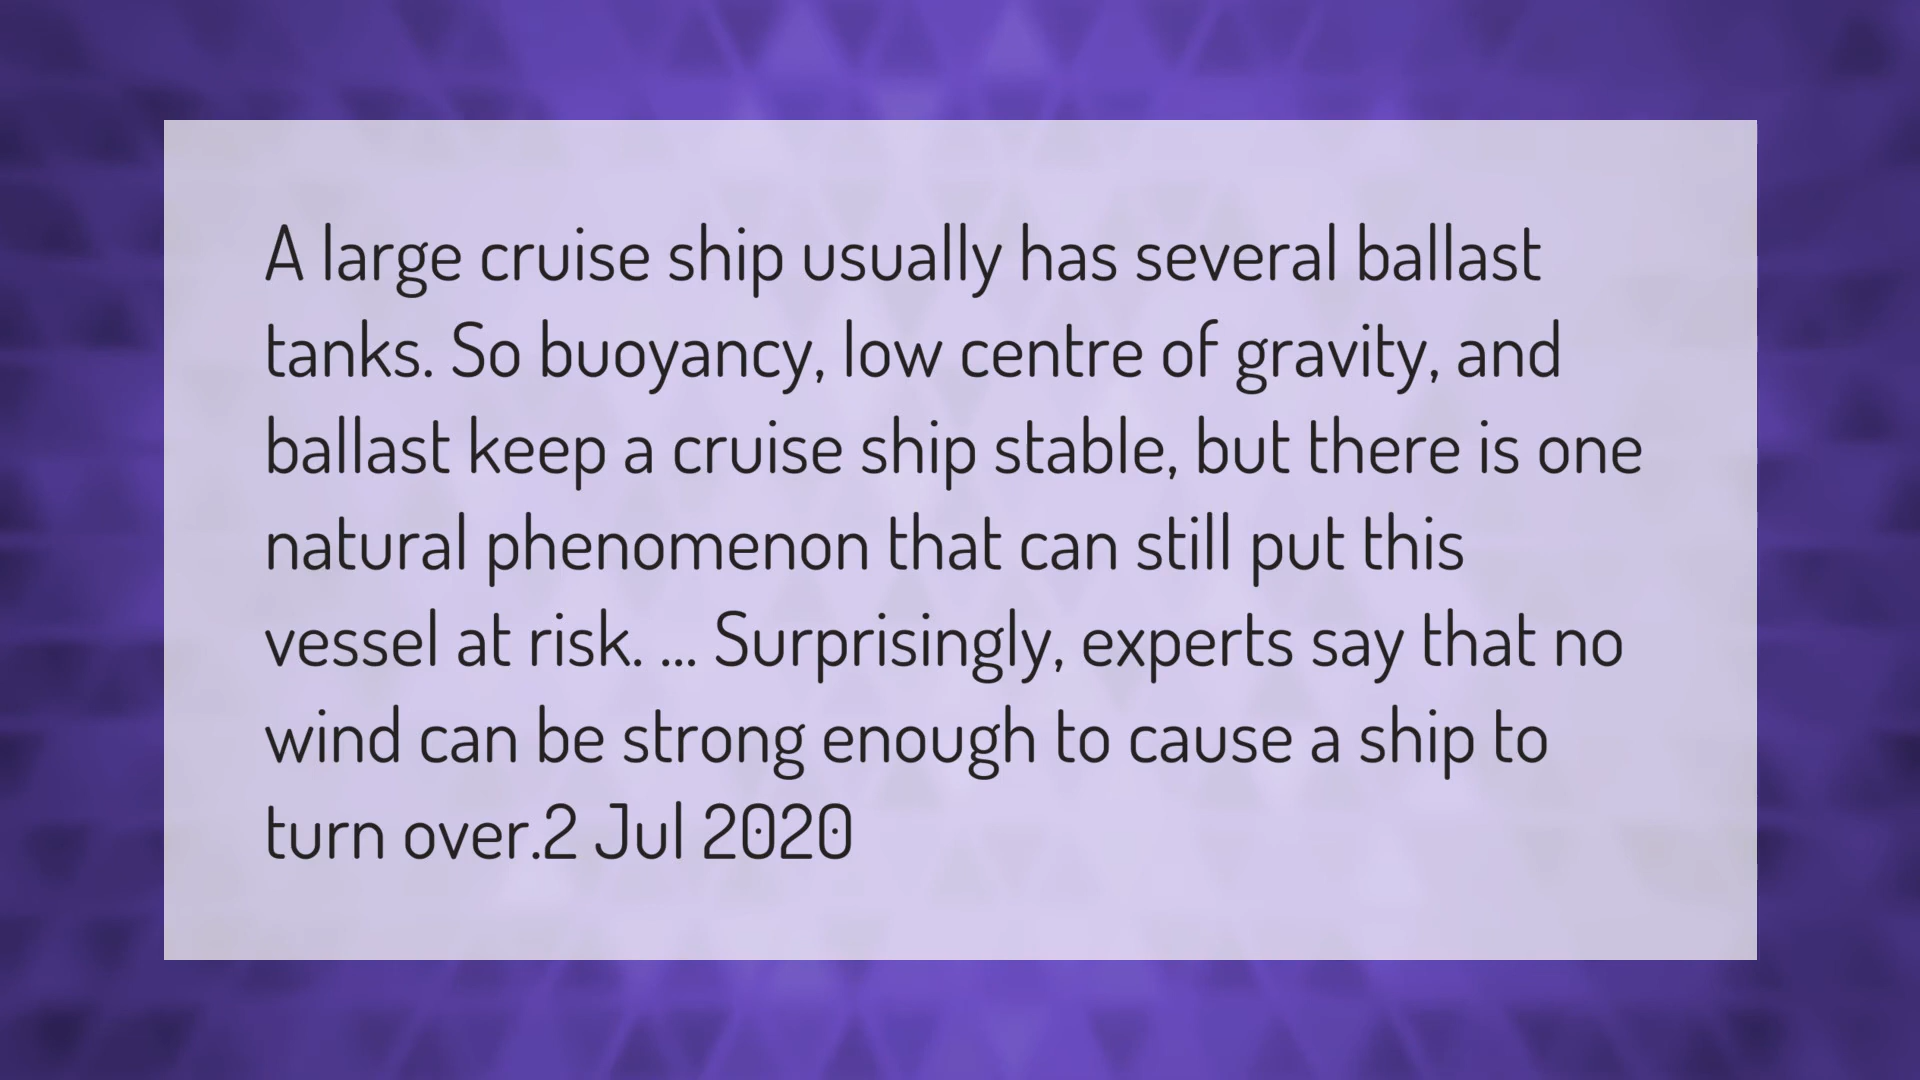 A large cruise ship usually has several ballast
tanks. So buoyancy, low centre of gravity, and
ballast keep a cruise ship stable, but there is one
natural phenomenon that can still put this
vessel at risk. ... Surprisingly, experts say that no
wind can be strong enough to cause a ship to
turn over.2 Jul 2020